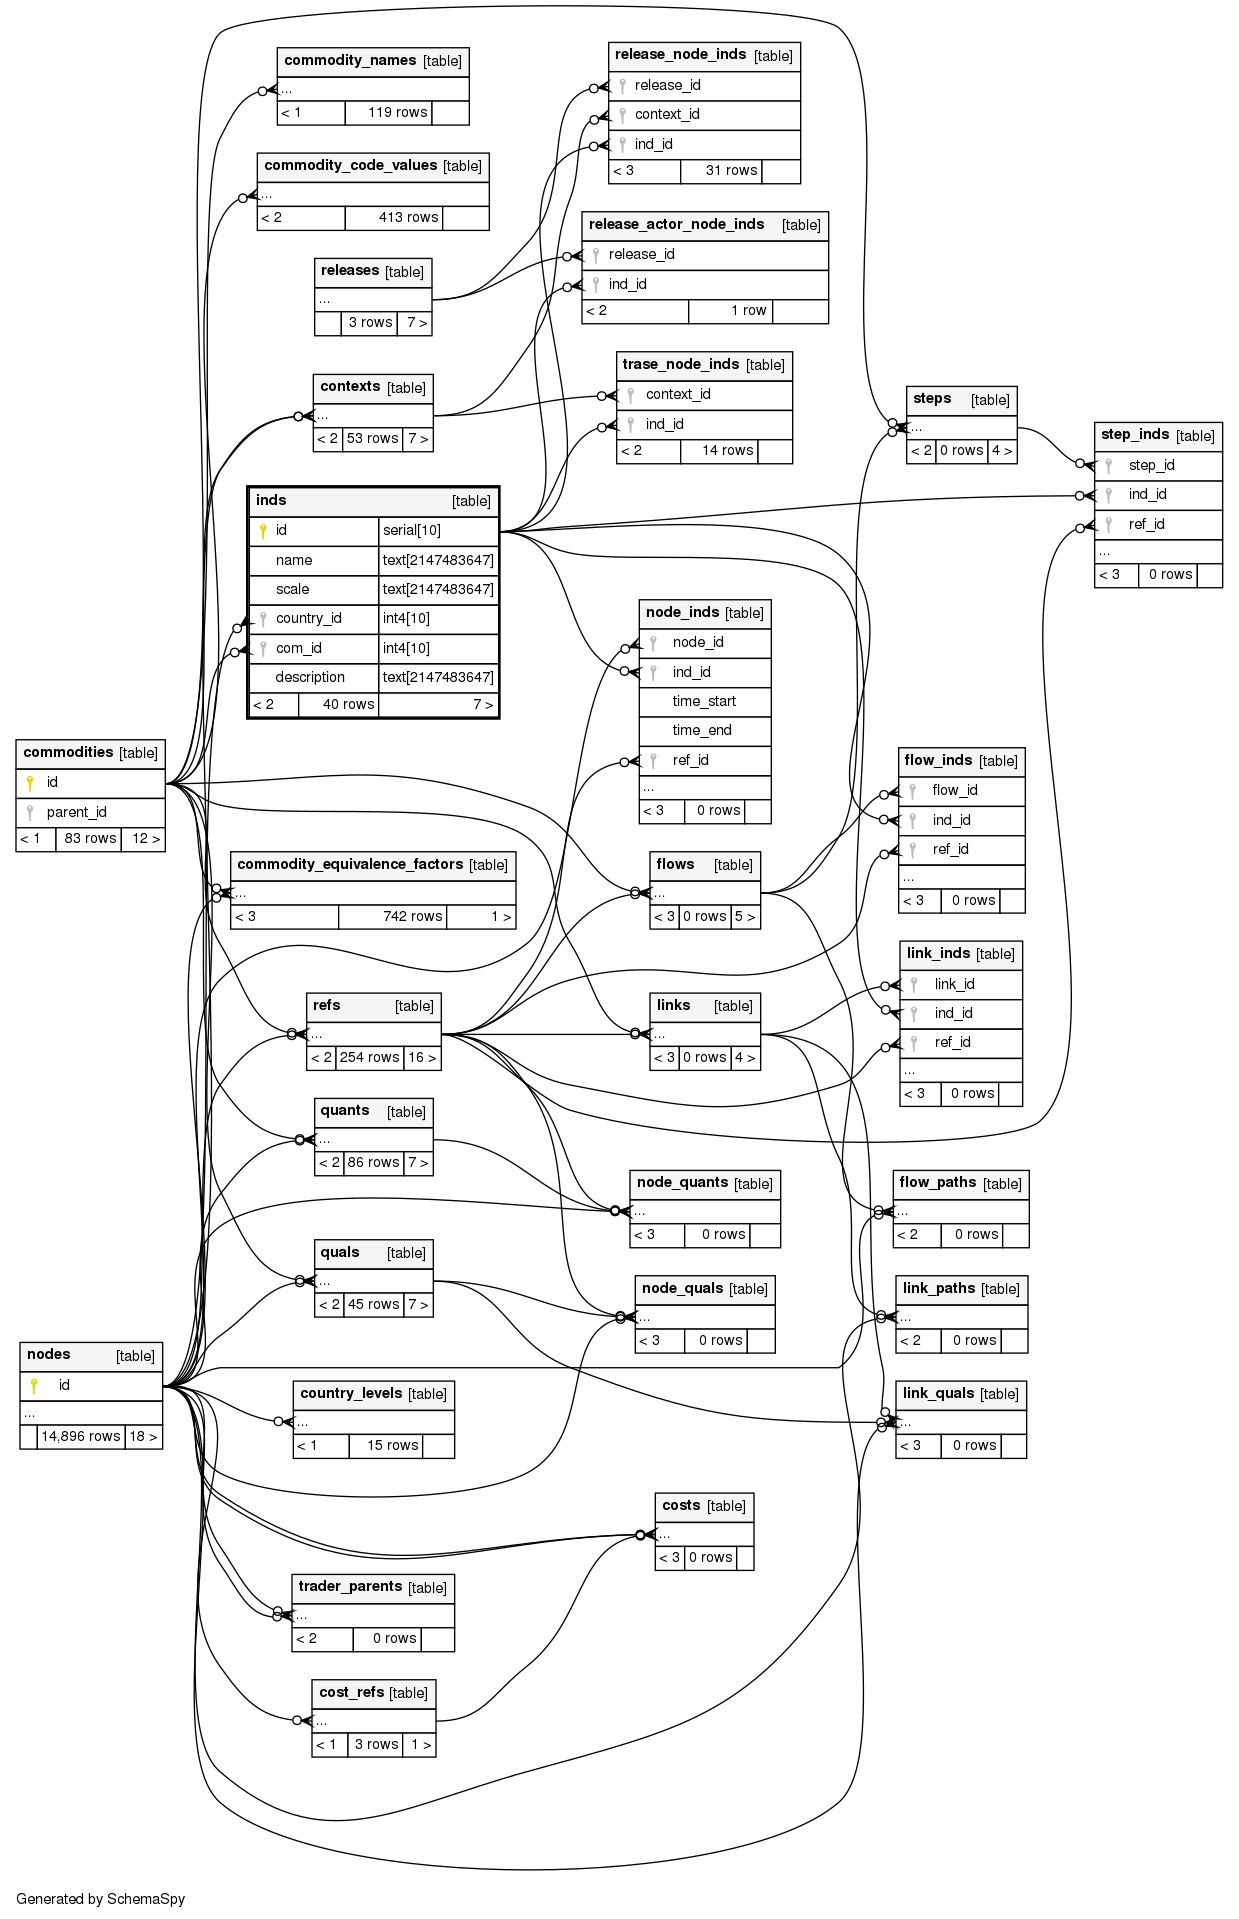 commodity_names [table]
...
< 1 119 rows
commodity_code_values [table]
...
< 2 413 rows
releases [table]
...
3 rows 7 >
contexts [table]
...
< 2 53 rows 7 >
inds [table]
id serial[10]
name text[2147483647]
scale text[2147483647]
country_id int4[10]
com_id int4[10]
description text[2147483647]
< 2 40 rows 7 >
commodities [table]
id
parent_id
< 1 83 rows 12 >
commodity_equivalence_factors [table]
...
< 3 742 rows 1 >
refs [table]
...
< 2 254 rows 16 >
quants [table]
...
< 2 86 rows 7 >
quals [table]
...
< 2 45 rows 7 >
nodes [table]
id
...
14,896 rows 18 >
country_levels [table]
...
< 1 15 rows
trader_parents [table]
...
< 2 0 rows
cost_refs [table]
...
< 1 3 rows 1 >
release_node_inds [table]
release_id
context_id
ind_id
< 3 31 rows
release_actor_node_inds [table]
release_id
ind_id
< 2 1 row
trase_node_inds [table]
context_id
ind_id
< 2 14 rows
node_inds [table]
node_id
ind_id
time_start
time_end
ref_id
...
< 3 0 rows
flows [table]
...
< 3 0 rows 5 >
links [table]
...
< 3 0 rows 4 >
node_quants [table]
...
< 3 0 rows
node_quals [table]
...
< 3 0 rows
costs [table]
...
< 3 0 rows
steps [table]
...
< 2 0 rows 4 >
step_inds [table]
step_id
ind_id
ref_id
...
< 3 0 rows
flow_inds [table]
flow_id
ind_id
ref_id
...
< 3 0 rows
link_inds [table]
link_id
ind_id
ref_id
...
< 3 0 rows
flow_paths [table]
...
< 2 0 rows
link_paths [table]
...
< 2 0 rows
link_quals [table]
...
< 3 0 rows
Generated by SchemaSpy